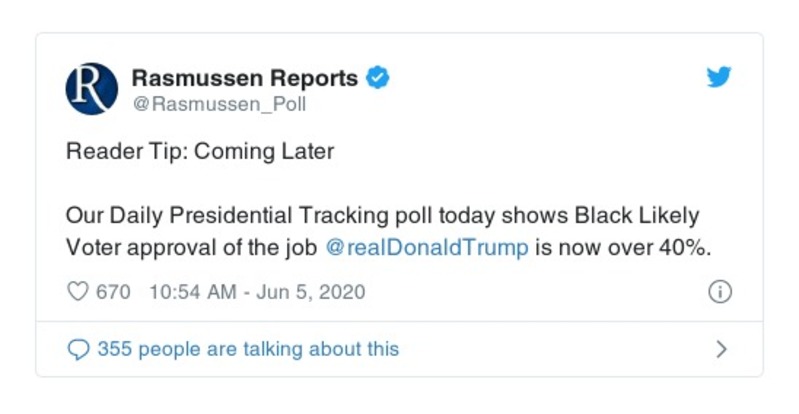 Rasmussen Reports
@Rasmussen_Poll
Reader Tip: Coming Later
Our Daily Presidential Tracking poll today shows Black Likely
Voter approval of the job @realDonaldTrump is now over 40%.
670 10:54 AM - Jun 5, 2020
355 people are talking about this